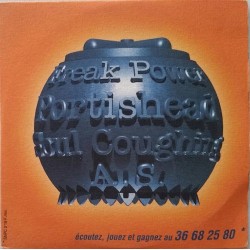 Freak Power
Portishead
Soul Coughing
A.S.
écoutez, jouez et gagnez au 36 68 25 80